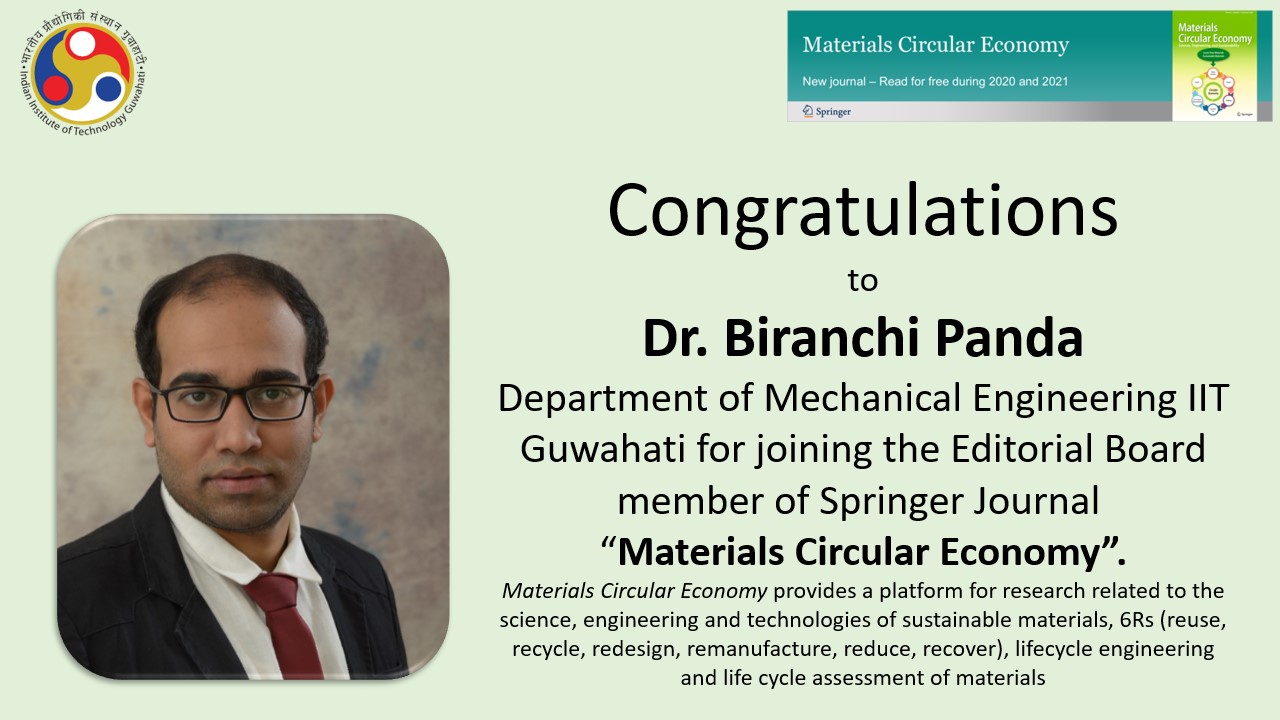 भारतीय प्रौद्योगिकी संस्थान गुवाहाटी
Indian Institute of Technology Guwahati
Materials Circular Economy
New journal – Read for free during 2020 and 2021
Springer
Materials
Circular Economy
Springer
Congratulations
to
Dr. Biranchi Panda
Department of Mechanical Engineering IIT
Guwahati for joining the Editorial Board
member of Springer Journal
“Materials Circular Economy”.
Materials Circular Economy provides a platform for research related to the
science, engineering and technologies of sustainable materials, 6Rs (reuse,
recycle, redesign, remanufacture, reduce, recover), lifecycle engineering
and life cycle assessment of materials